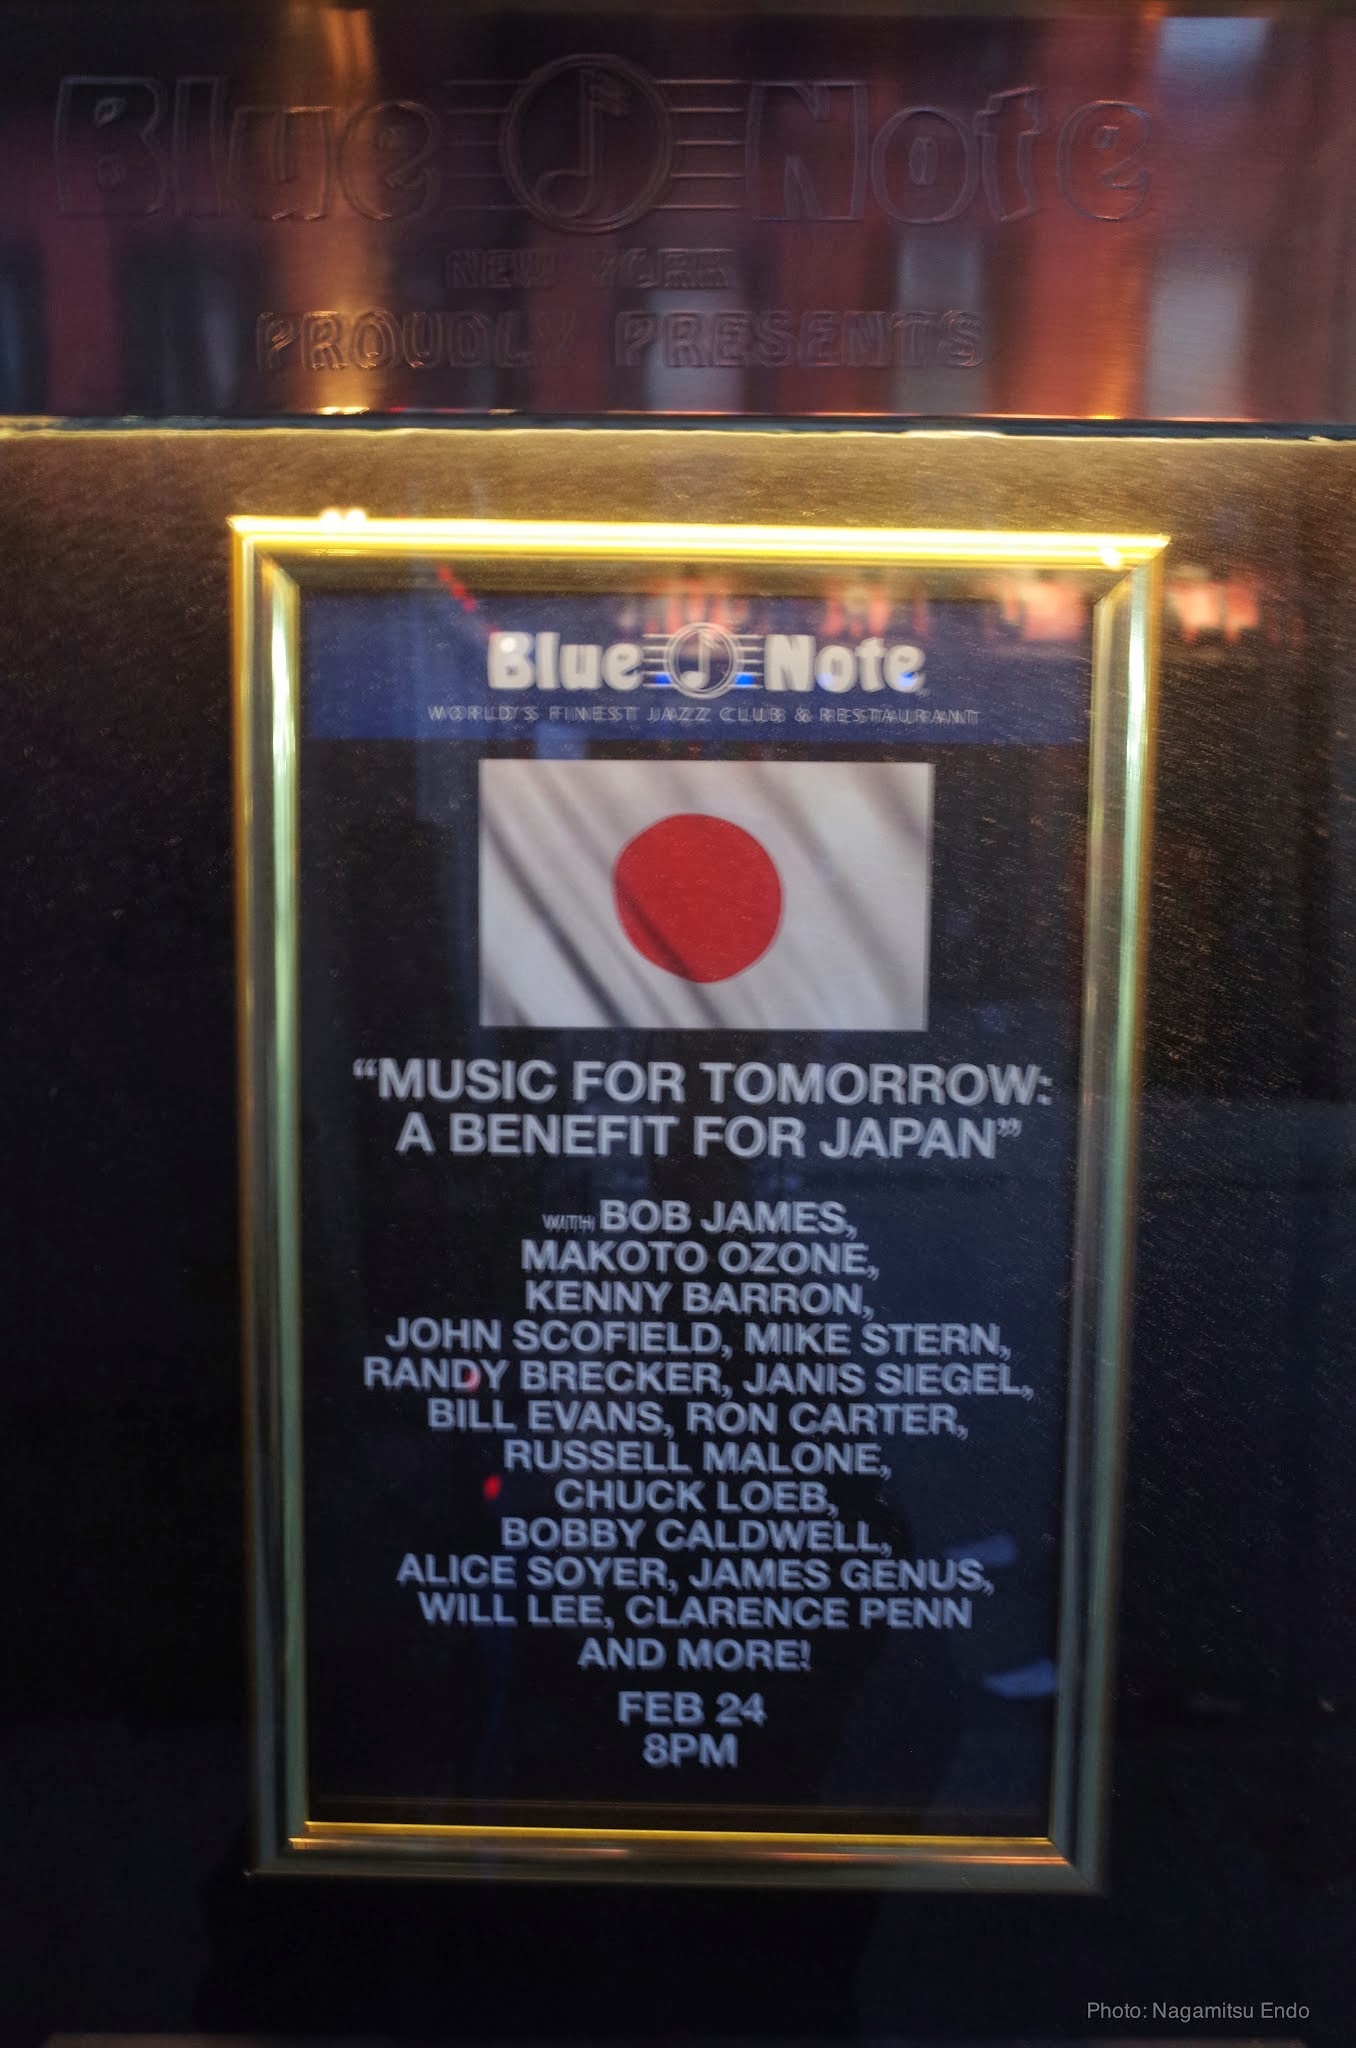 Blue Note
NEW YORK
PROUDLY PRESENTS
Blue Note
WORLD'S FINEST JAZZ CLUB & RESTAURANT
“MUSIC FOR TOMORROW:
A BENEFIT FOR JAPAN”
WITH BOB JAMES,
MAKOTO OZONE,
KENNY BARRON,
JOHN SCOFIELD, MIKE STERN,
RANDY BRECKER, JANIS SIEGEL,
BILL EVANS, RON CARTER,
RUSSELL MALONE,
CHUCK LOEB,
BOBBY CALDWELL,
ALICE SOYER, JAMES GENUS,
WILL LEE, CLARENCE PENN
AND MORE!
FEB 24
8PM
Photo: Nagamitsu Endo